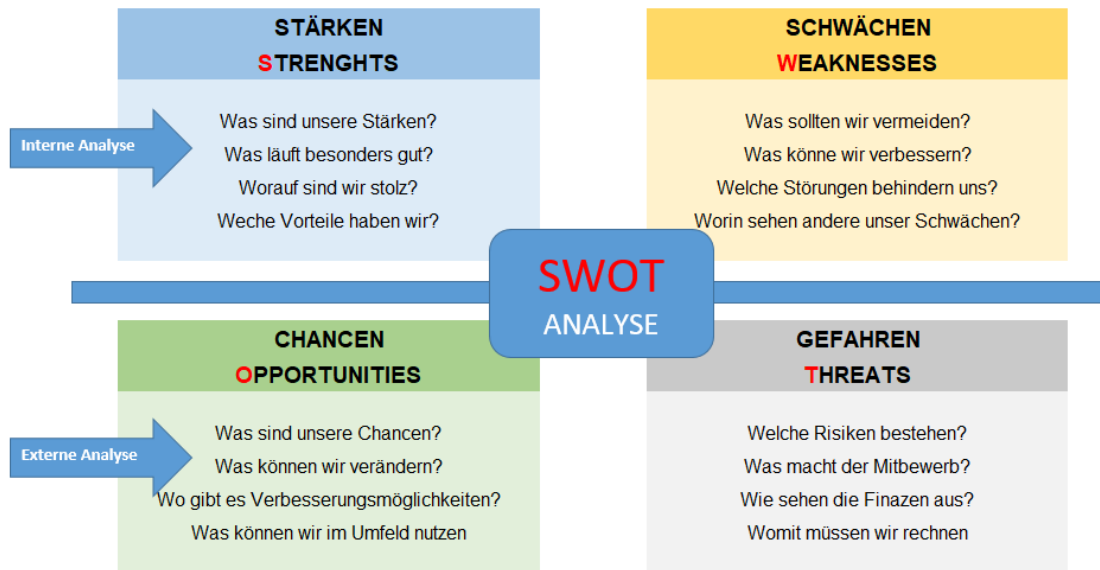 STÄRKEN
STRENGHTS
Interne Analyse
Was sind unsere Stärken?
Was läuft besonders gut?
Worauf sind wir stolz?
Weche Vorteile haben wir?
SCHWÄCHEN
WEAKNESSES
Was sollten wir vermeiden?
Was könne wir verbessern?
Welche Störungen behindern uns?
Worin sehen andere unser Schwächen?
SWOT
ANALYSE
CHANCEN
OPPORTUNITIES
Externe Analyse
Was sind unsere Chancen?
Was können wir verändern?
Wo gibt es Verbesserungsmöglichkeiten?
Was können wir im Umfeld nutzen
GEFAHREN
THREATS
Welche Risiken bestehen?
Was macht der Mitbewerb?
Wie sehen die Finazen aus?
Womit müssen wir rechnen